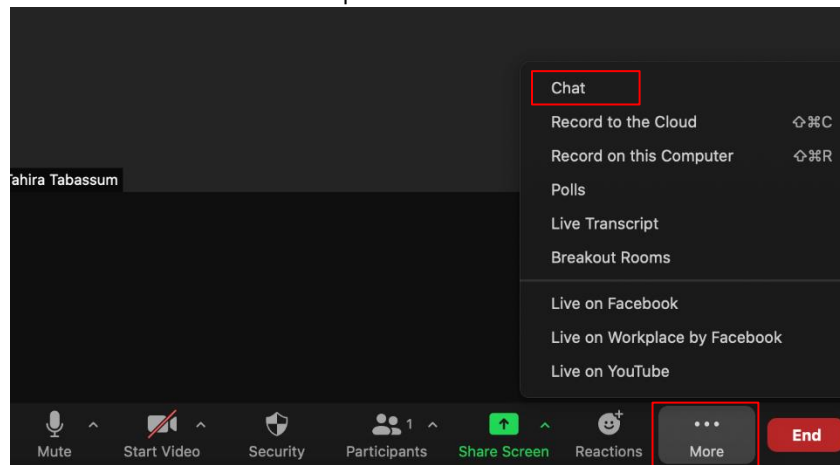 Chat
Record to the Cloud ⇧⌘C
Record on this Computer ⇧⌘R
Tabassum
Polls
Live Transcript
Breakout Rooms
Live on Facebook
Live on Workplace by Facebook
Live on YouTube
1
Mute Start Video Security Participants Share Screen Reactions More End